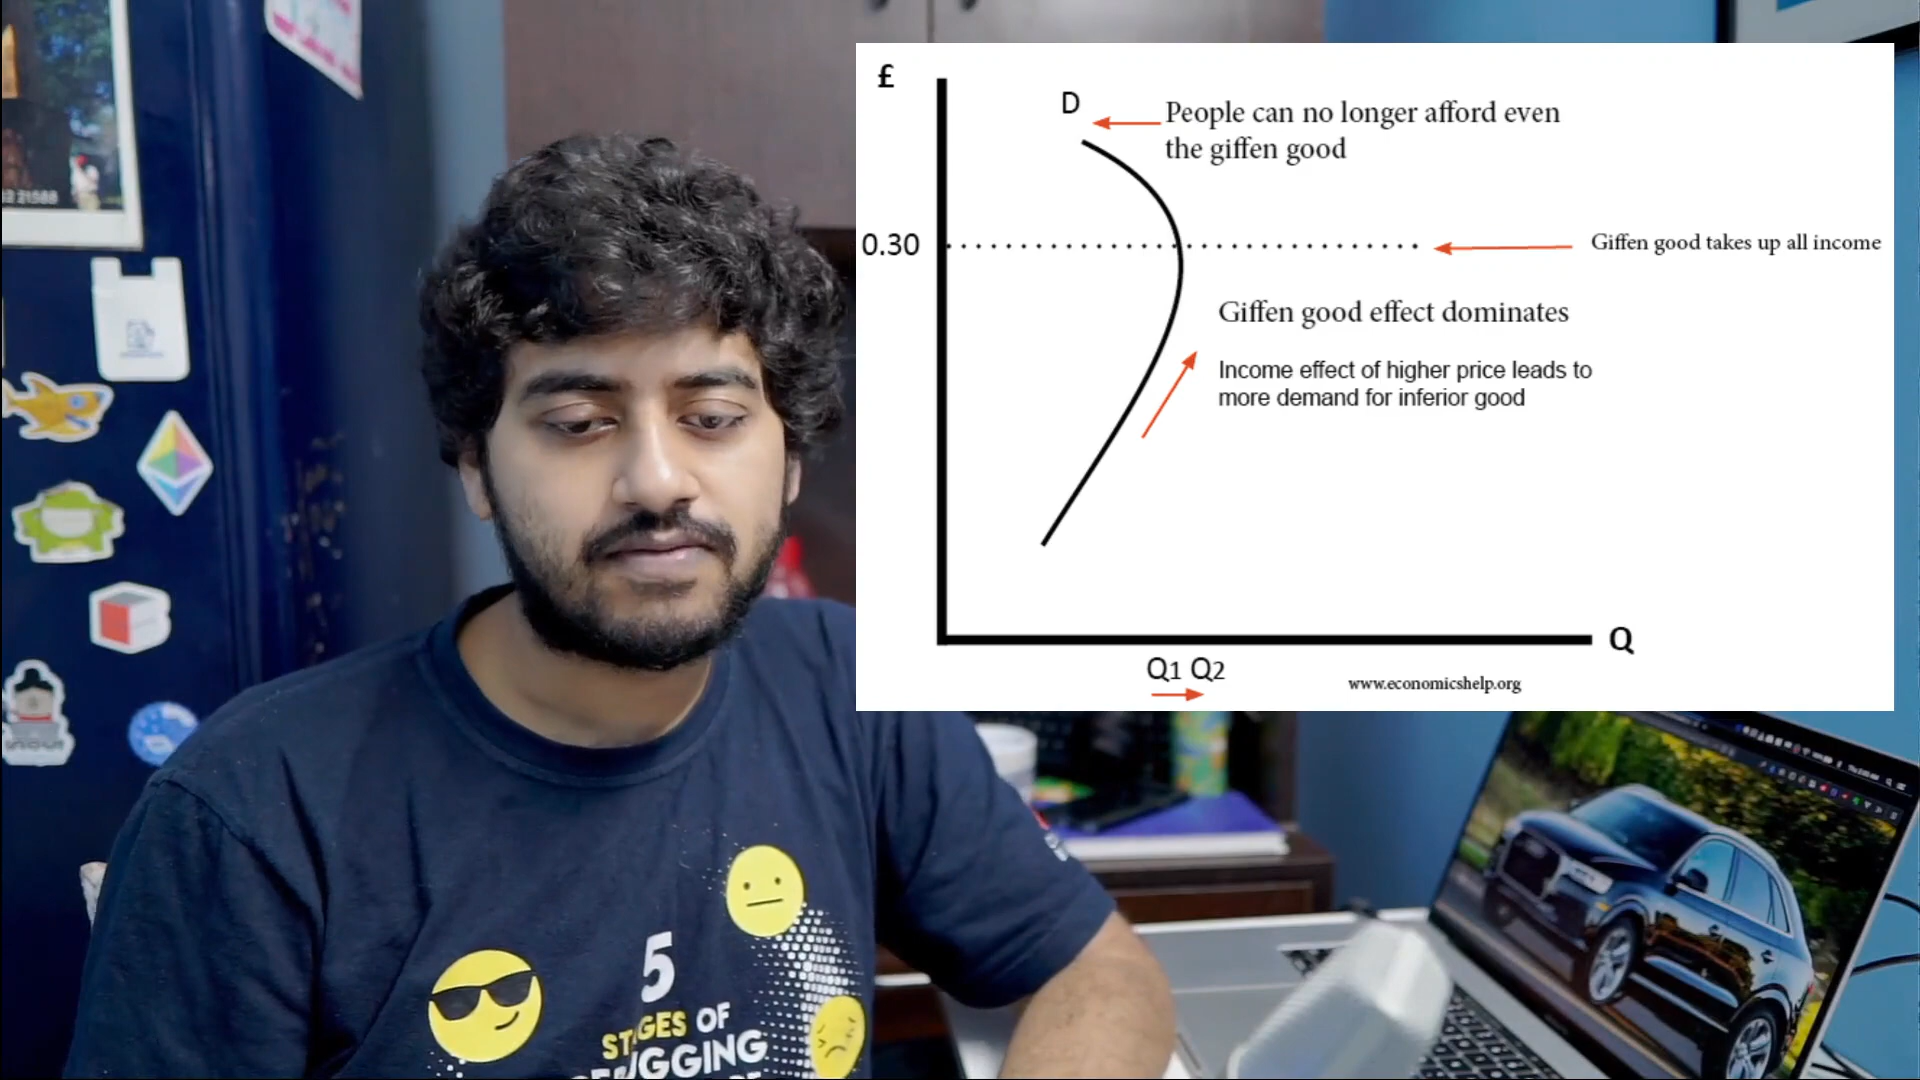 £
D
People can no longer afford even
the giffen good
0.30
Giffen good takes up all income
Giffen good effect dominates
Income effect of higher price leads to
more demand for inferior good
Q
Q1 Q2
www.economicshelp.org
21568
5
STAGES OF